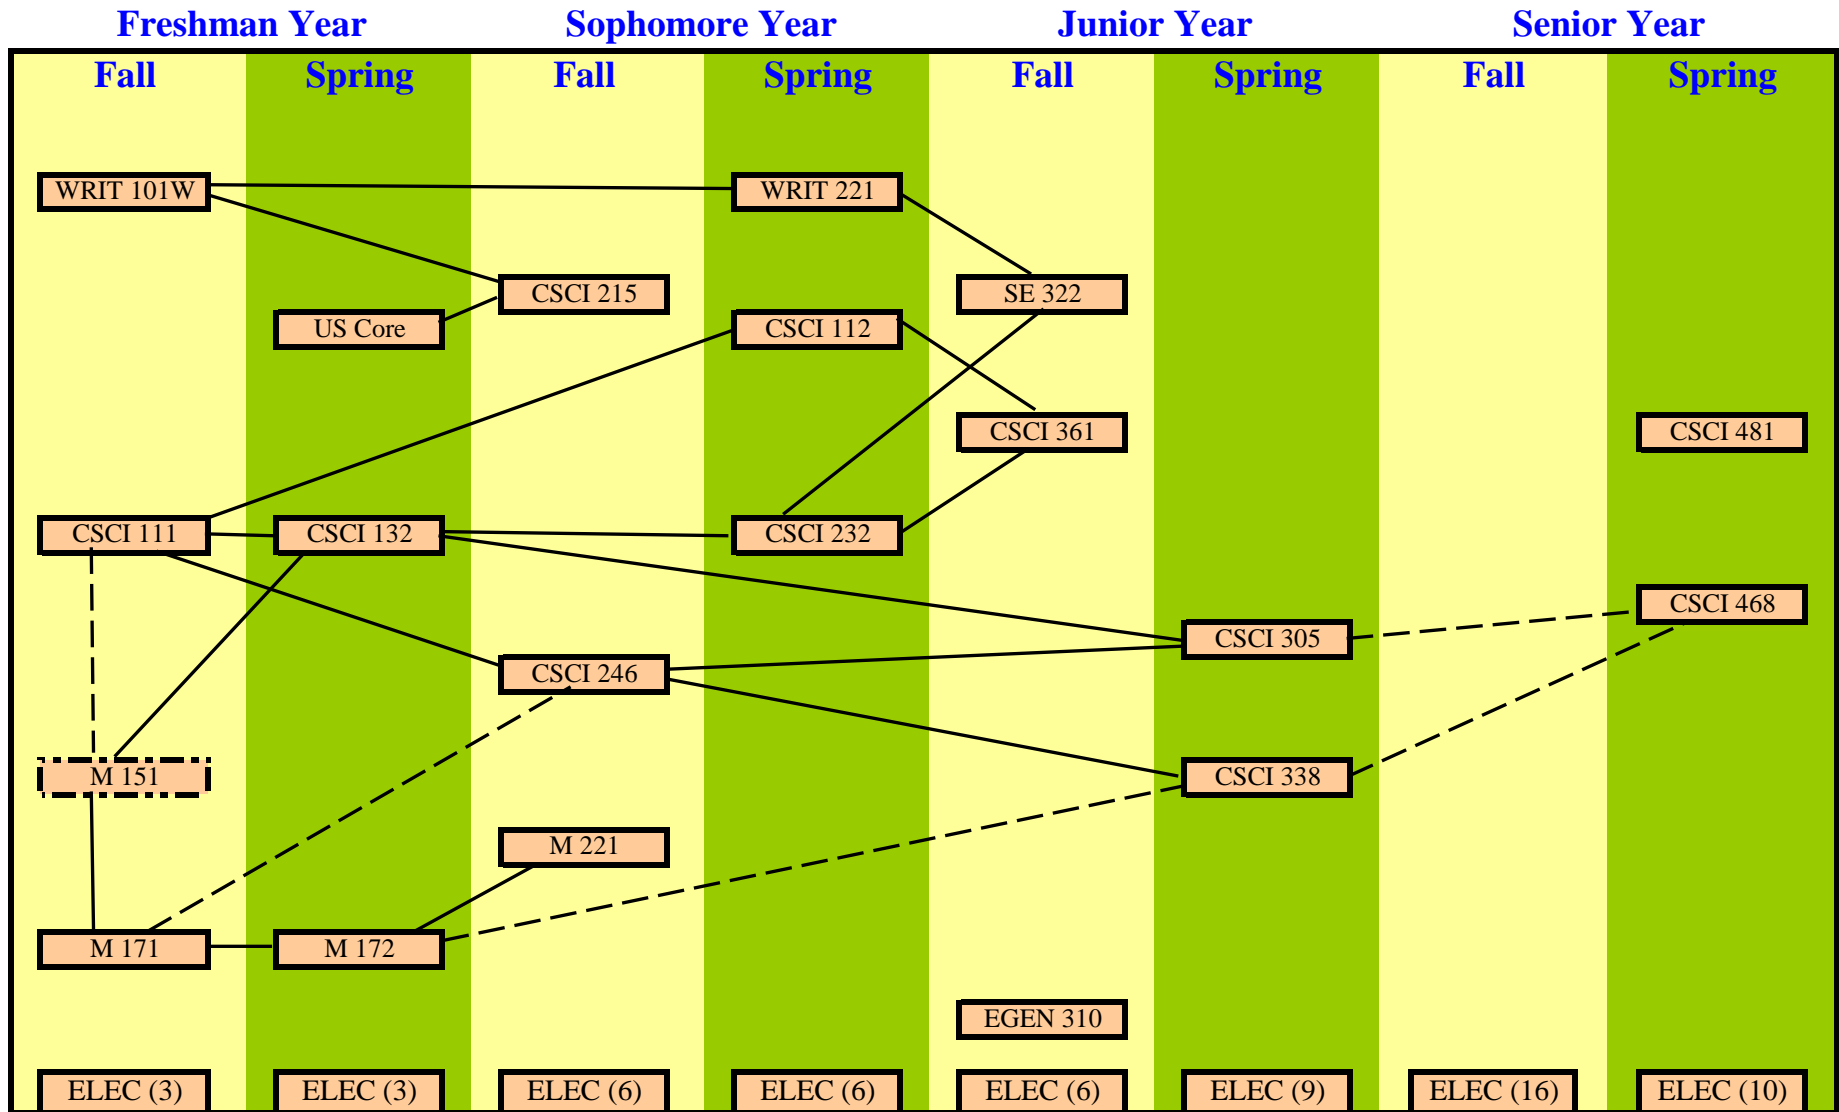 Freshman Year Sophomore Year Junior Year Senior Year
Fall Spring Fall Spring Fall Spring Fall Spring
WRIT 101W WRIT 221
CSCI 215 SE 322
US Core CSCI 112
CSCI 361 CSCI 481
CSCI 111 CSCI 132 CSCI 232
CSCI 468
CSCI 305
CSCI 246
M 151 CSCI 338
M 221
M 171 M 172
EGEN 310
ELEC (3) ELEC (3) ELEC (6) ELEC (6) ELEC (6) ELEC (9) ELEC (16) ELEC (10)